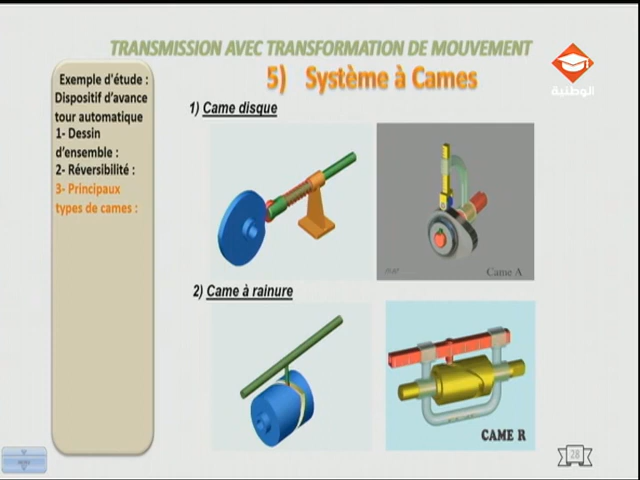 TRANSMISSION AVEC TRANSFORMATION DE MOUVEMENT
5) Système à Cames
الوطنية
Exemple d'étude :
Dispositif d'avance
tour automatique
1- Dessin
d'ensemble :
2- Réversibilité :
3- Principaux
types de cames :
1) Came disque
Came A
2) Came à rainure
CAME R
28